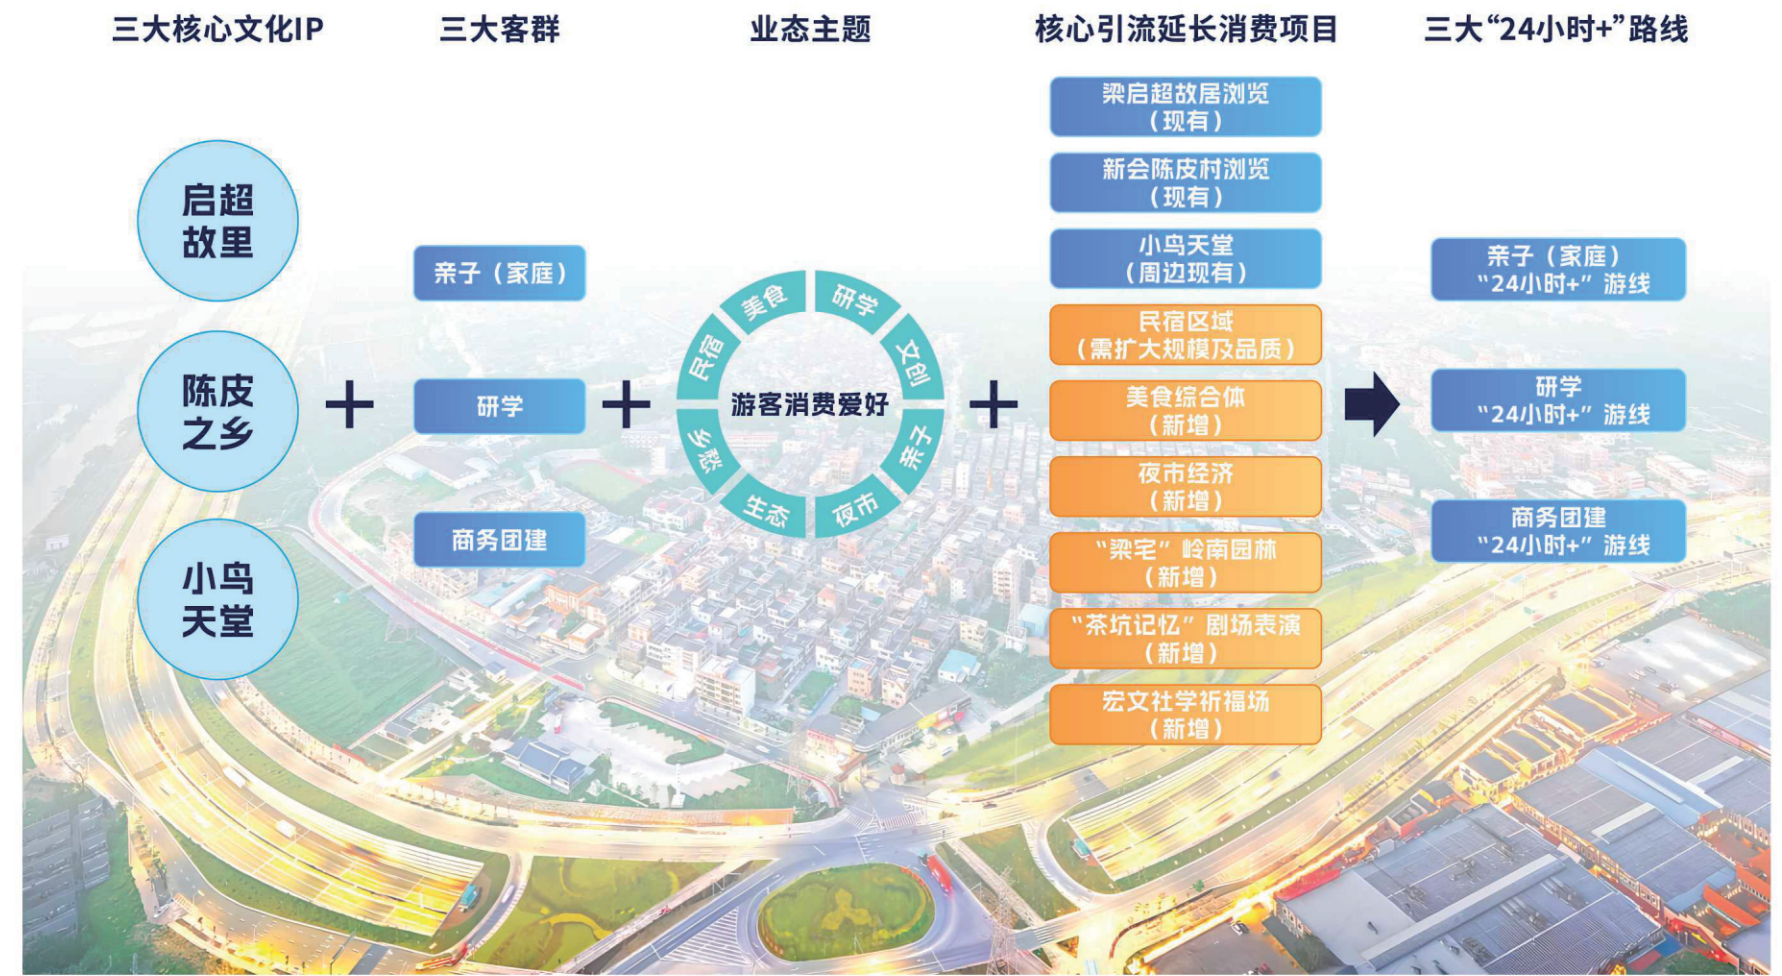 三大核心文化IP
三大客群
业态主题
核心引流延长消费项目
三大“24小时+”路线
启超
故里
陈皮
之乡
小鸟
天堂
+
亲子（家庭）
研学
商务团建
+
美食
研学
文创
亲子
夜市
生态
乡愁
民宿
游客消费爱好
+
梁启超故居浏览
（现有）
新会陈皮村浏览
（现有）
小鸟天堂
（周边现有）
民宿区域
（需扩大规模及品质）
美食综合体
（新增）
夜市经济
（新增）
“梁宅”岭南园林
（新增）
“茶坑记忆”剧场表演
（新增）
宏文社学祈福场
（新增）
亲子（家庭）
“24小时+”游线
研学
“24小时+”游线
商务团建
“24小时+”游线